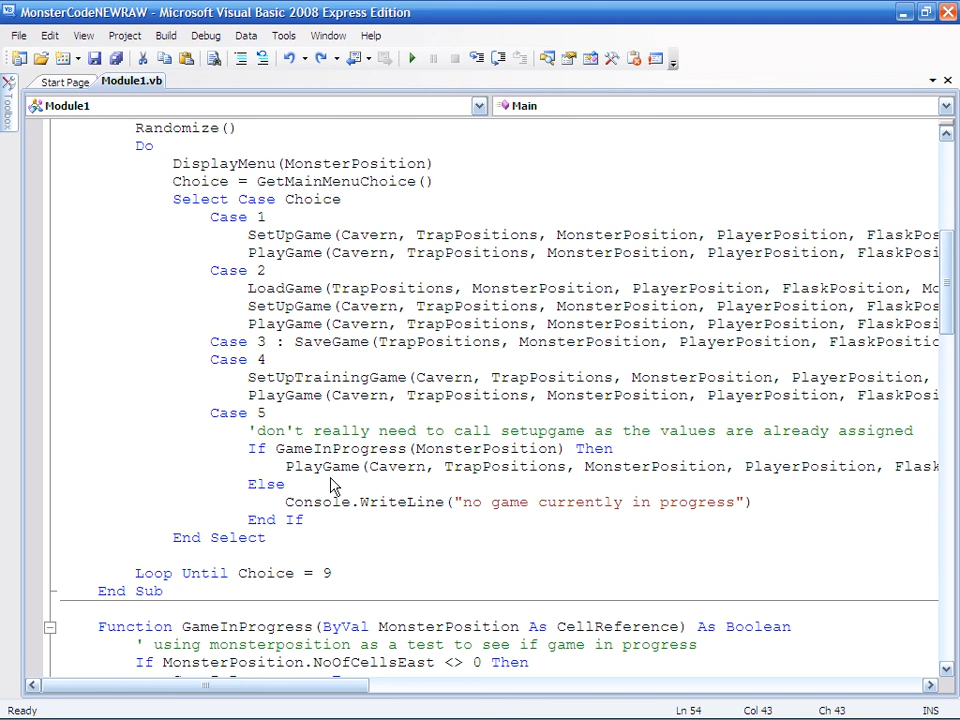 MonsterCodeNEWRAW - Microsoft Visual Basic 2008 Express Edition
File Edit View Project Build Debug Data Tools Window Help
Start Page Module1.vb
Toolbox
Module1 Main
Randomize()
Do
DisplayMenu(MonsterPosition)
Choice = GetMainMenuChoice()
Select Case Choice
Case 1
SetUpGame(Cavern, TrapPositions, MonsterPosition, PlayerPosition, FlaskPos
PlayGame(Cavern, TrapPositions, MonsterPosition, PlayerPosition, FlaskPosi
Case 2
LoadGame(TrapPositions, MonsterPosition, PlayerPosition, FlaskPosition, Mo
SetUpGame(Cavern, TrapPositions, MonsterPosition, PlayerPosition, FlaskPos
PlayGame(Cavern, TrapPositions, MonsterPosition, PlayerPosition, FlaskPosi
Case 3 : SaveGame(TrapPositions, MonsterPosition, PlayerPosition, FlaskPositio
Case 4
SetUpTrainingGame(Cavern, TrapPositions, MonsterPosition, PlayerPosition,
PlayGame(Cavern, TrapPositions, MonsterPosition, PlayerPosition, FlaskPosi
Case 5
'don't really need to call setupgame as the values are already assigned
If GameInProgress(MonsterPosition) Then
PlayGame(Cavern, TrapPositions, MonsterPosition, PlayerPosition, Flask
Else
Console.WriteLine("no game currently in progress")
End If
End Select
Loop Until Choice = 9
End Sub
Function GameInProgress(ByVal MonsterPosition As CellReference) As Boolean
' using monsterposition as a test to see if game in progress
If MonsterPosition.NoOfCellsEast <> 0 Then
Ready Ln 54 Col 43 Ch 43 INS